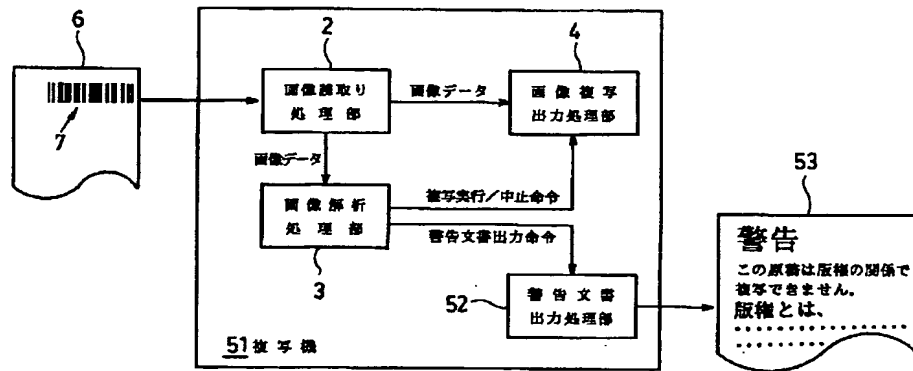 6
7
2
画像読取り
処理部
画像データ
4
画像複写
出力処理部
画像データ
画像解析
処理部
3
複写実行/中止命令
警告文書出力命令
52
警告文書
出力処理部
51 複写機
53
警告
この原稿は版権の関係で
複写できません。
版権とは、